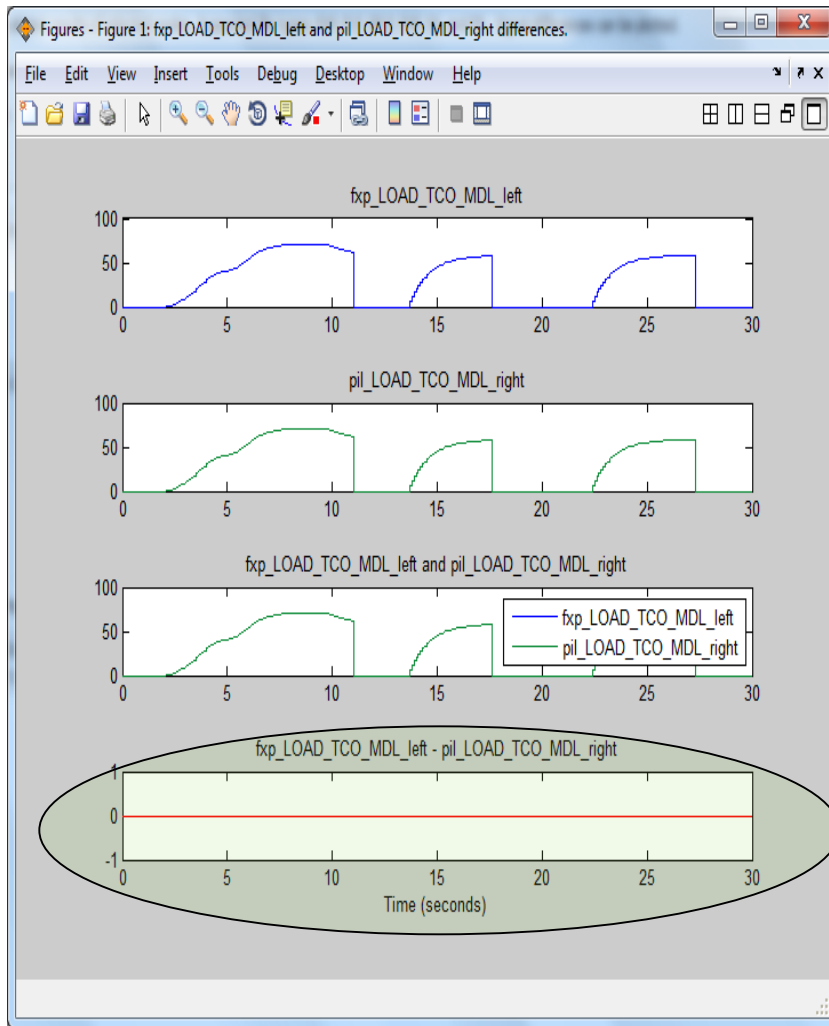 Figures - Figure 1: fxp_LOAD_TCO_MDL_left and pil_LOAD_TCO_MDL_right differences.
File Edit View Insert Tools Debug Desktop Window Help
fxp_LOAD_TCO_MDL_left
100
50
0
0 5 10 15 20 25 30
pil_LOAD_TCO_MDL_right
100
50
0
0 5 10 15 20 25 30
fxp_LOAD_TCO_MDL_left and pil_LOAD_TCO_MDL_right
100
50
0
fxp_LOAD_TCO_MDL_left
pil_LOAD_TCO_MDL_right
0 5 10 15 20 25 30
fxp_LOAD_TCO_MDL_left - pil_LOAD_TCO_MDL_right
1
0
-1
0 5 10 15 20 25 30
Time (seconds)